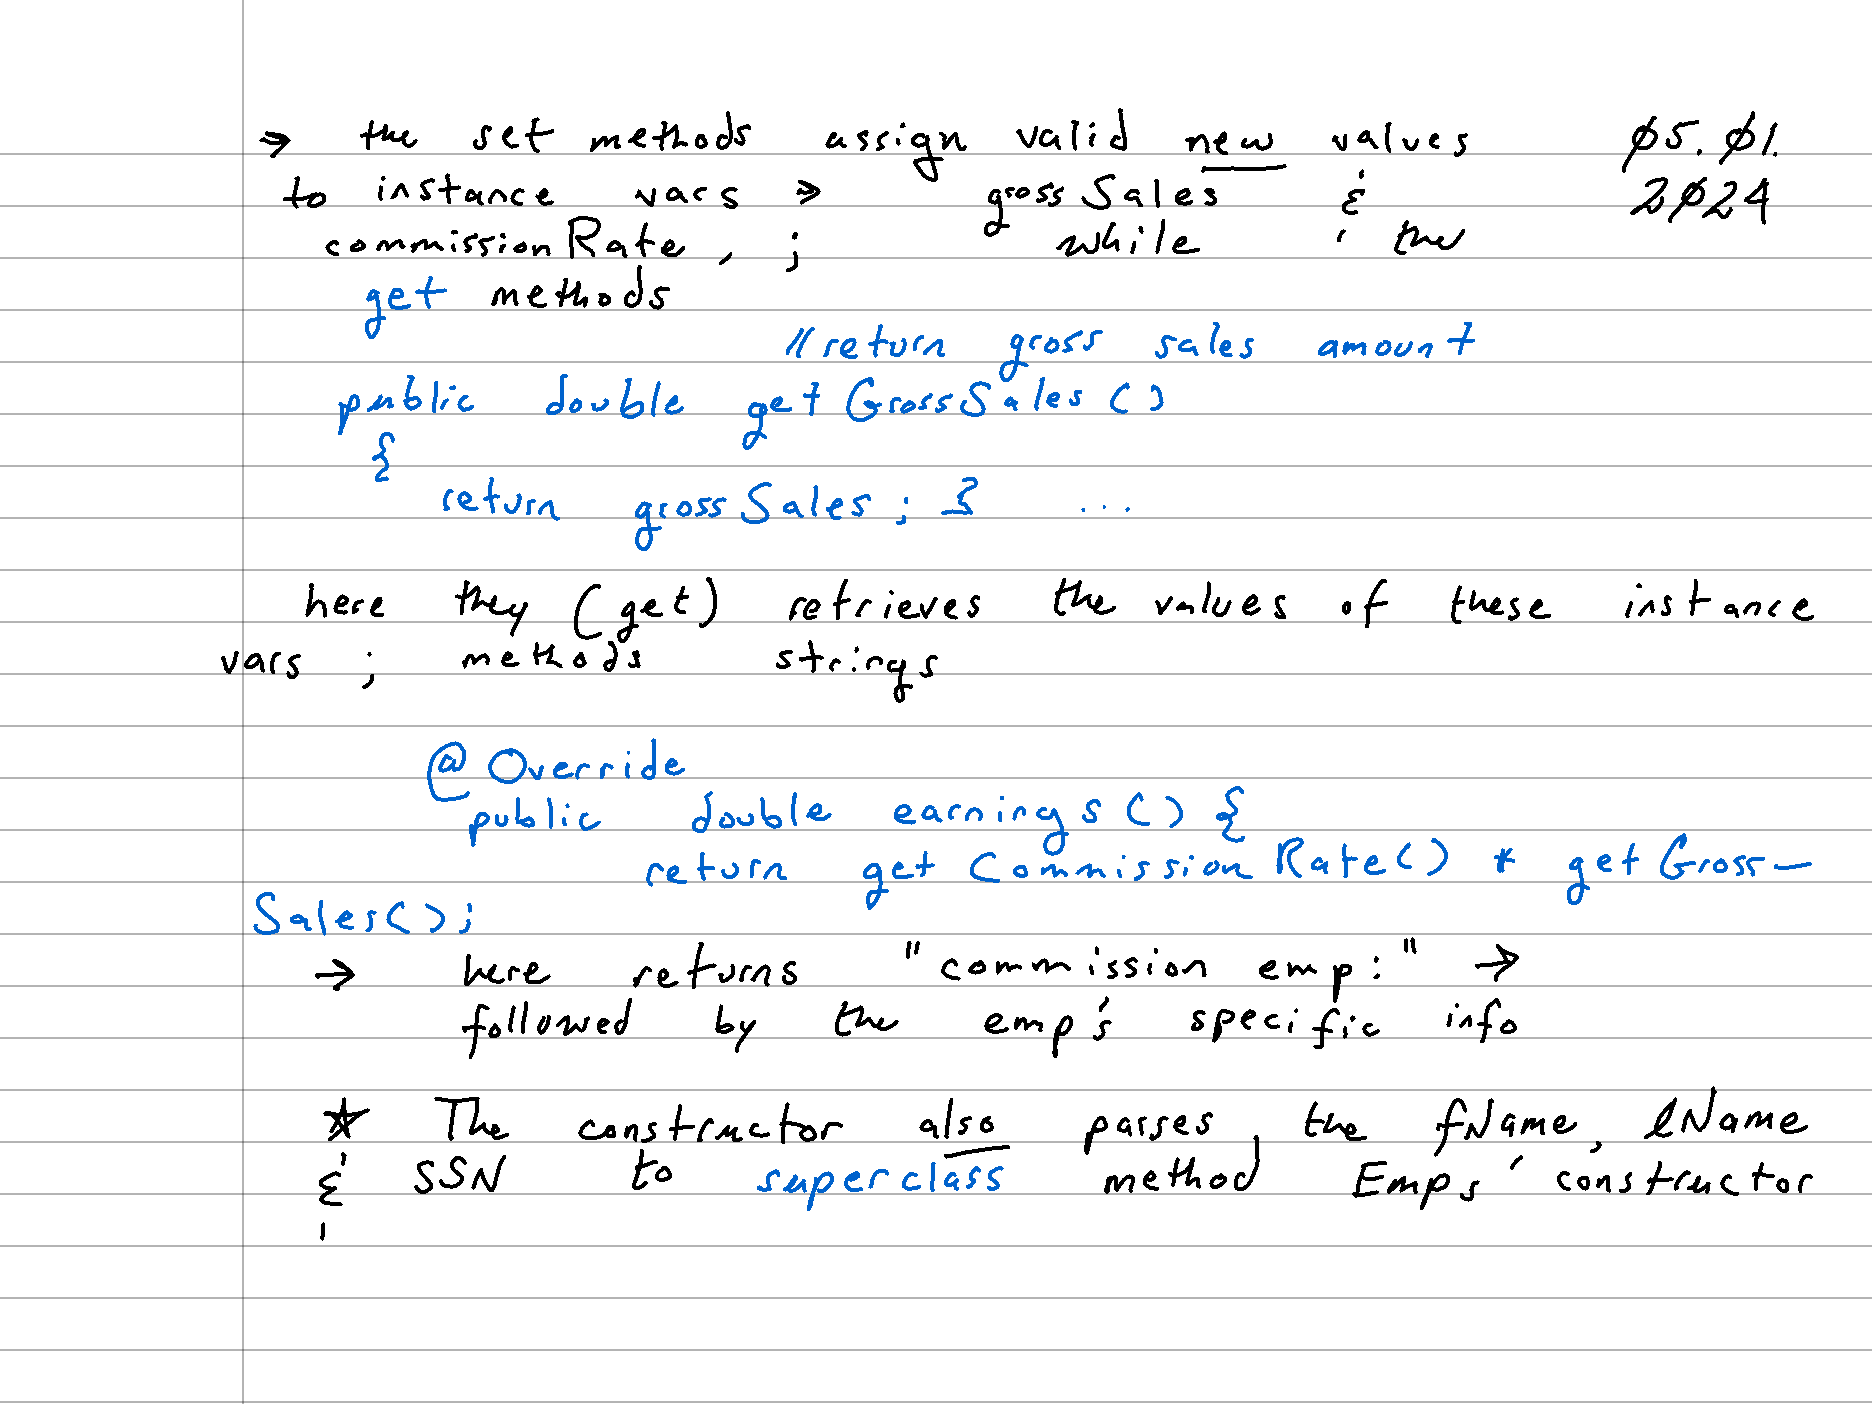 → the set methods assign valid new values 05.01.
to instance vars → grossSales & 2024
commissionRate, ; while the
get methods
//return gross sales amount
public double getGrossSales()
{
return grossSales; } ...
here they (get) retrieves the values of these instance
vars ; methods strings
@Override
public double earnings() {
return getCommissionRate() * getGross-
Sales();
→ here returns "commission emp:" →
followed by the emp's specific info
☆ The constructor also passes, the fName, lName
& SSN to superclass method Emps' constructor